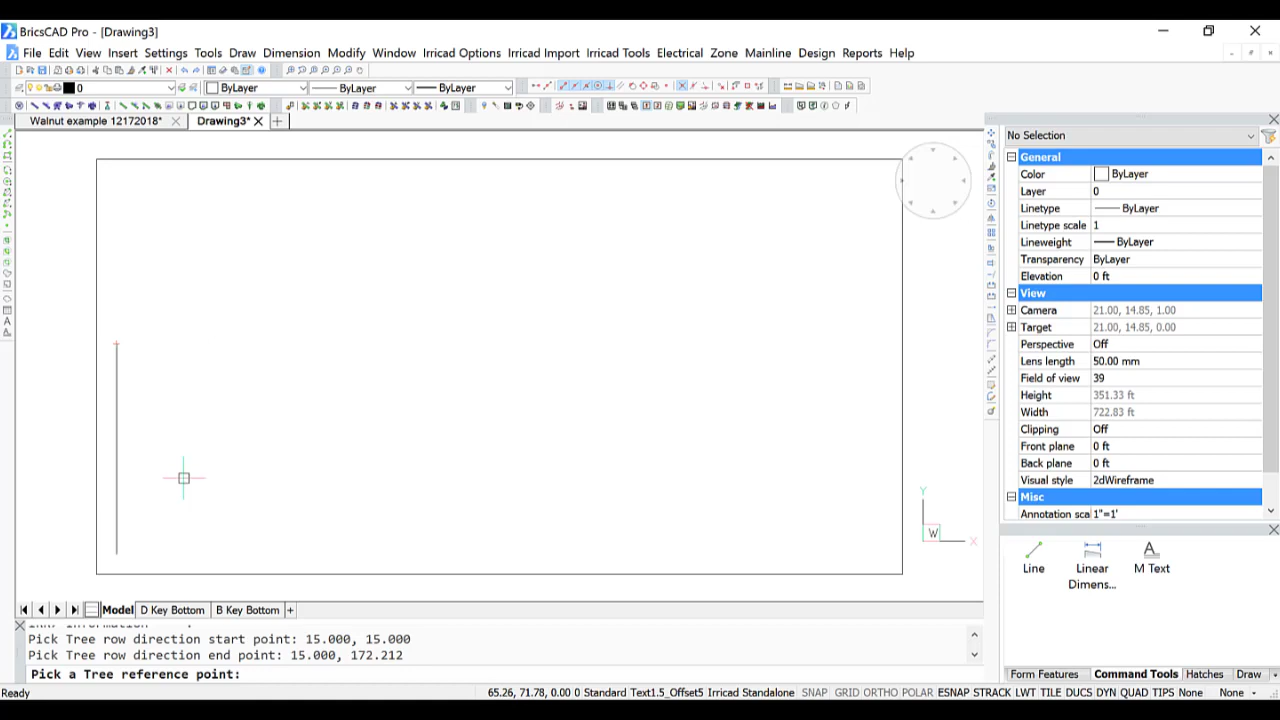 BricsCAD Pro - [Drawing3]
File Edit View Insert Settings Tools Draw Dimension Modify Window Irricad Options Irricad Import Irricad Tools Electrical Zone Mainline Design Reports Help
0 ByLayer ByLayer ByLayer
Walnut example 12172018* Drawing3*
No Selection
General
Color ByLayer
Layer 0
Linetype ByLayer
Linetype scale 1
Lineweight ByLayer
Transparency ByLayer
Elevation 0 ft
View
Camera 21.00, 14.85, 1.00
Target 21.00, 14.85, 0.00
Perspective Off
Lens length 50.00 mm
Field of view 39
Height 351.33 ft
Width 722.83 ft
Clipping Off
Front plane 0 ft
Back plane 0 ft
Visual style 2dWireframe
Misc
Annotation sca 1"=1'
Y
W
X
Line Linear Dimens... M Text
Model D Key Bottom B Key Bottom
Pick Tree row direction start point: 15.000, 15.000
Pick Tree row direction end point: 15.000, 172.212
Pick a Tree reference point:
Form Features Command Tools Hatches Draw
Ready 65.26, 71.78, 0.00 0 Standard Text1.5_Offset5 Irricad Standalone SNAP GRID ORTHO POLAR ESNAP STRACK LWT TILE DUCS DYN QUAD TIPS None None